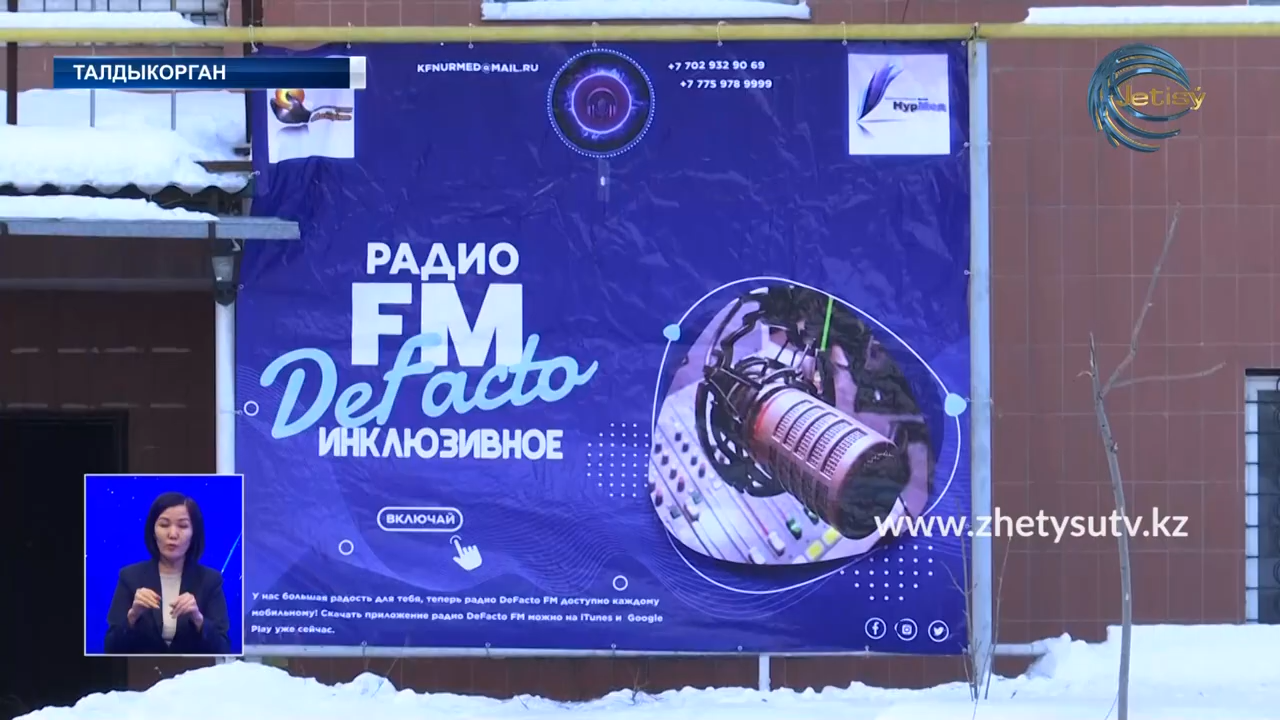 ТАЛДЫКОРГАН
KFNURMED@MAIL.RU
+7 702 932 90 69
+7 775 978 9999
НурМед
Jetisý
РАДИО
FM
DeFacto
ИНКЛЮЗИВНОЕ
ВКЛЮЧАЙ
www.zhetysutv.kz
У нас большая радость для тебя, теперь радио DeFacto FM доступно каждому
мобильному! Скачать приложение радио DeFacto FM можно на iTunes и Google
Play уже сейчас.